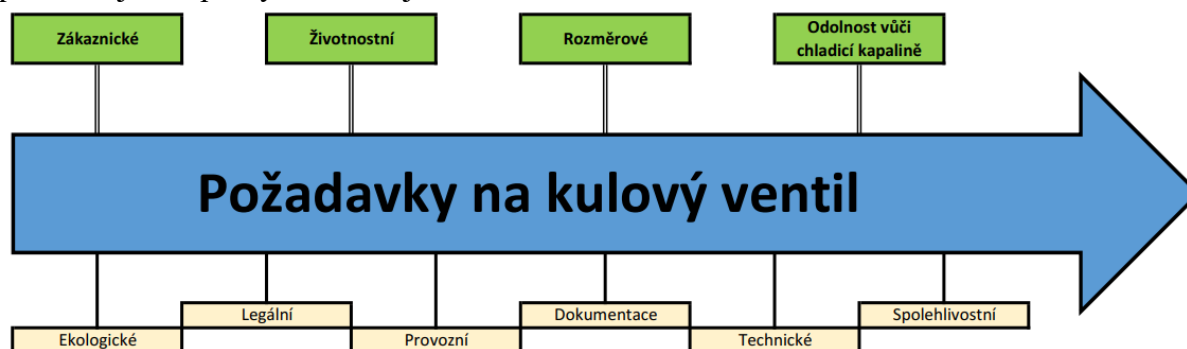 Zákaznické
Životnostní
Rozměrové
Odolnost vůči
chladicí kapalině
Požadavky na kulový ventil
Legální
Dokumentace
Spolehlivostní
Ekologické
Provozní
Technické